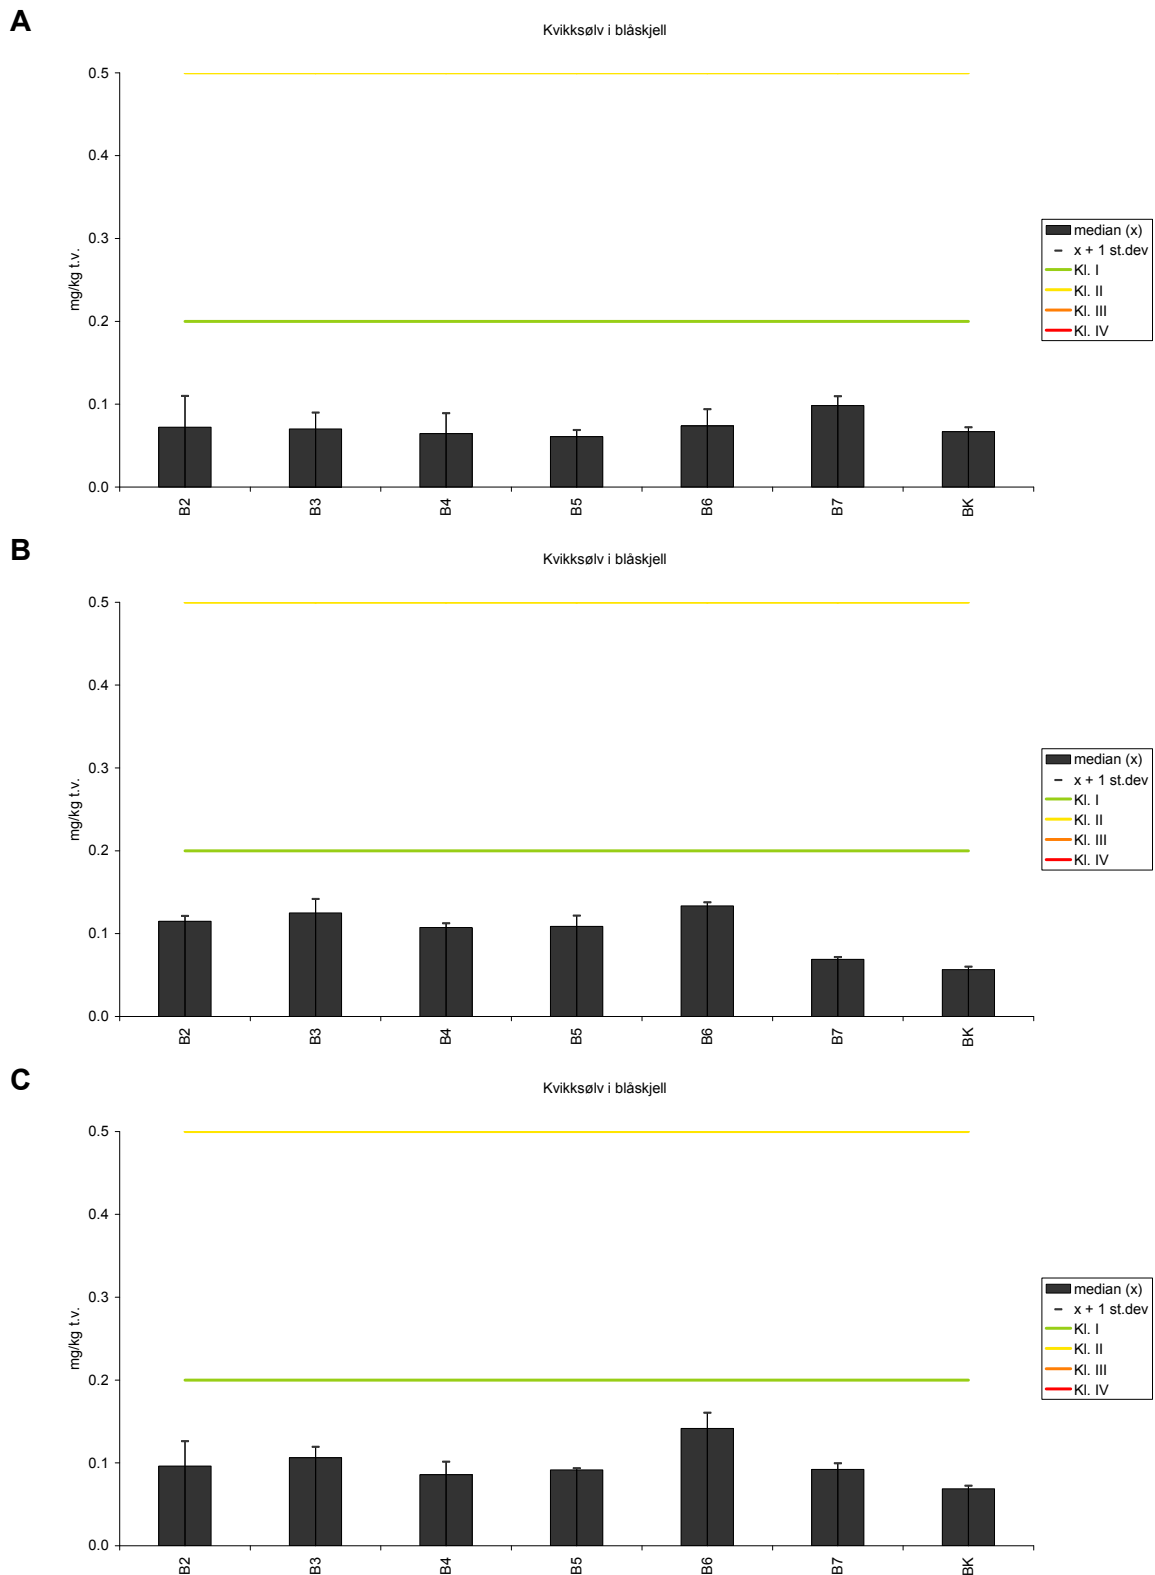 A
Kvikksølv i blåskjell
0.5
0.4
0.3
0.2
0.1
0.0
mg/kg t.v.
B2
B3
B4
B5
B6
B7
BK
median (x)
x + 1 st.dev
Kl. I
Kl. II
Kl. III
Kl. IV
B
Kvikksølv i blåskjell
0.5
0.4
0.3
0.2
0.1
0.0
mg/kg t.v.
B2
B3
B4
B5
B6
B7
BK
median (x)
x + 1 st.dev
Kl. I
Kl. II
Kl. III
Kl. IV
C
Kvikksølv i blåskjell
0.5
0.4
0.3
0.2
0.1
0.0
mg/kg t.v.
B2
B3
B4
B5
B6
B7
BK
median (x)
x + 1 st.dev
Kl. I
Kl. II
Kl. III
Kl. IV